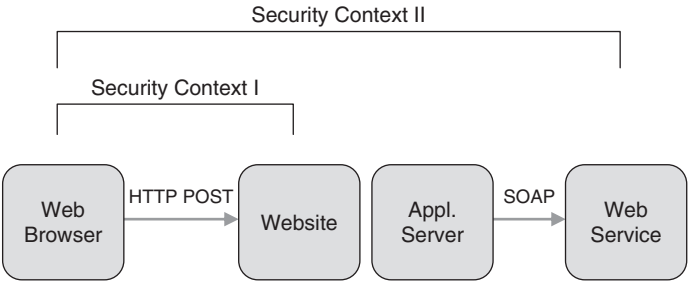 Security Context II
Security Context I
Web
Browser
HTTP POST
Website
Appl.
Server
SOAP
Web
Service